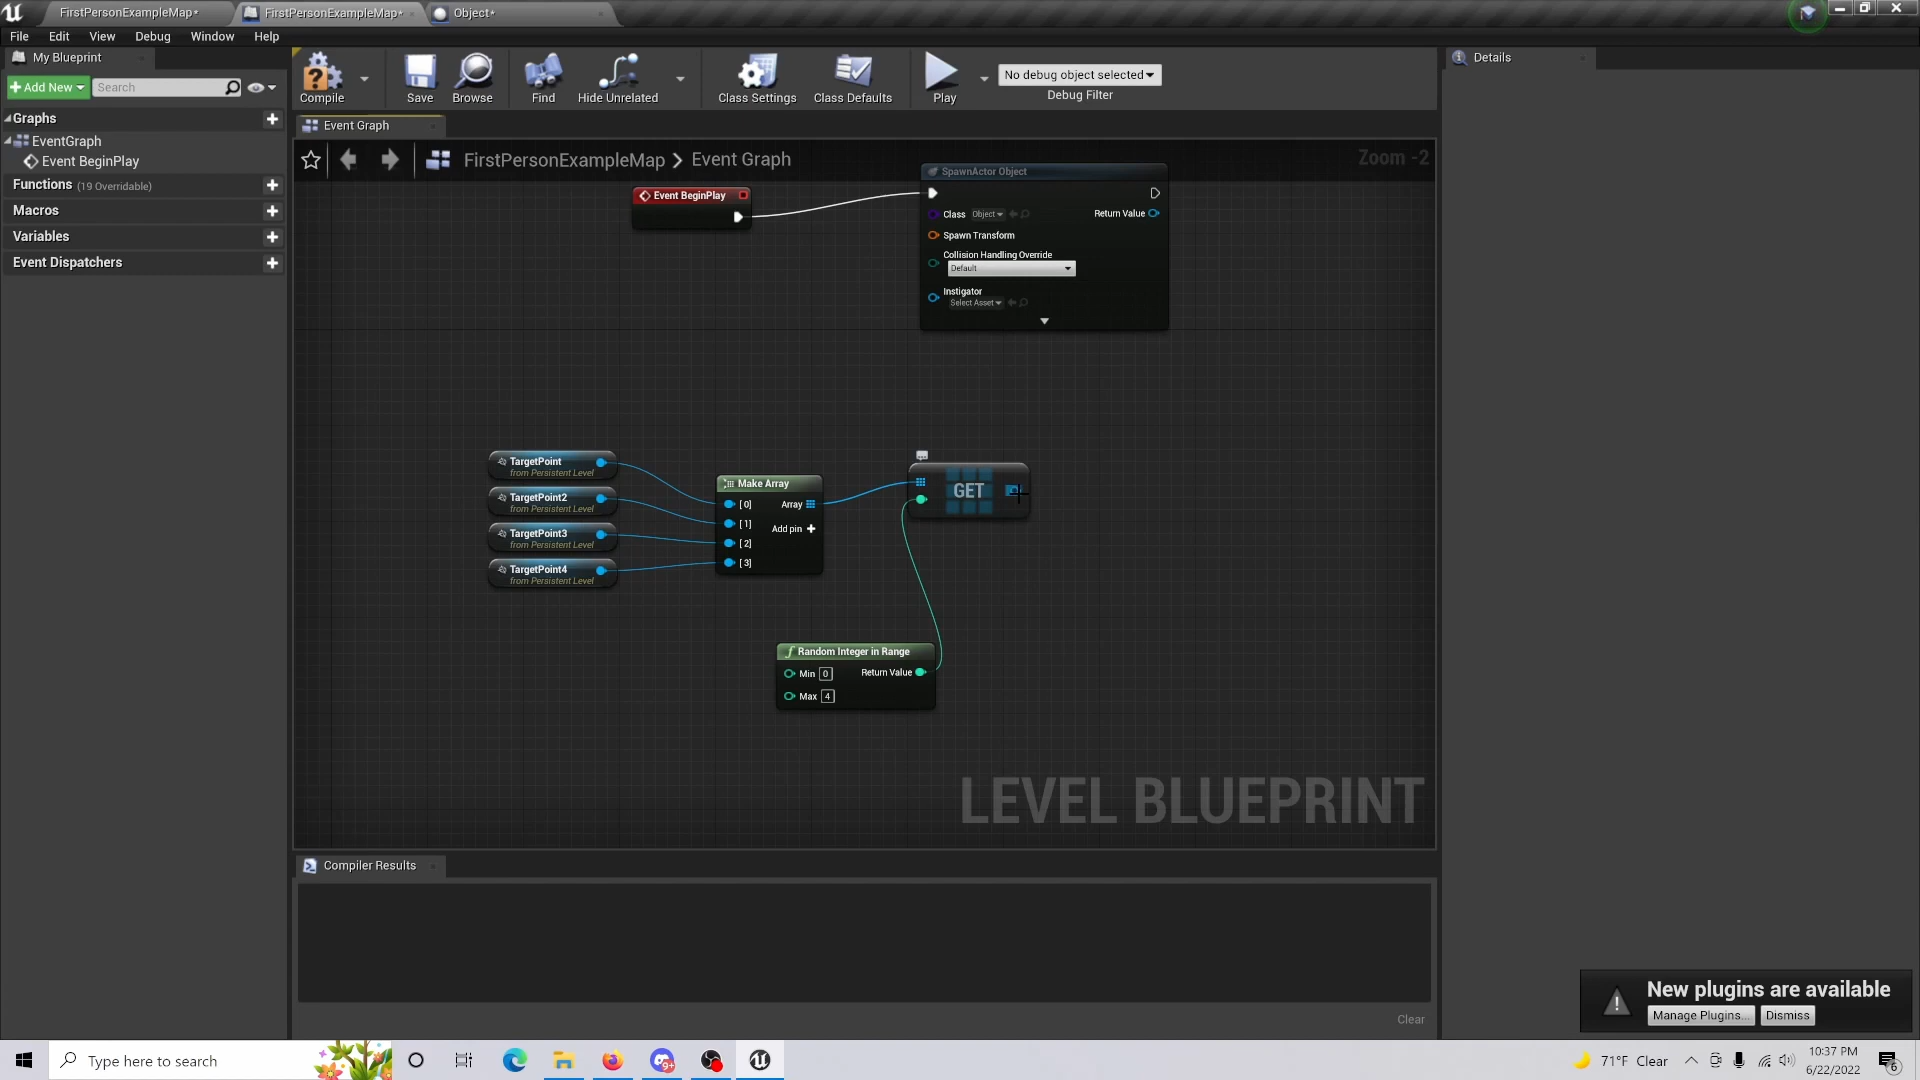 FirstPersonExampleMap*
FirstPersonExampleMap*
Object*
File Edit View Debug Window Help
My Blueprint
Add New
Search
Graphs
EventGraph
Event BeginPlay
Functions (19 Overridable)
Macros
Variables
Event Dispatchers
Compile
Save
Browse
Find
Hide Unrelated
Class Settings
Class Defaults
Play
No debug object selected
Debug Filter
Details
Event Graph
FirstPersonExampleMap > Event Graph
Zoom -2
Event BeginPlay
SpawnActor Object
Class Object
Return Value
Spawn Transform
Collision Handling Override
Default
Instigator
Select Asset
TargetPoint
from Persistent Level
TargetPoint2
from Persistent Level
TargetPoint3
from Persistent Level
TargetPoint4
from Persistent Level
Make Array
[0] Array
[1] Add pin +
[2]
[3]
GET
Random Integer in Range
Min 0 Return Value
Max 4
LEVEL BLUEPRINT
Compiler Results
Clear
New plugins are available
Manage Plugins...
Dismiss
Type here to search
9+
71°F Clear
10:37 PM
6/22/2022
6